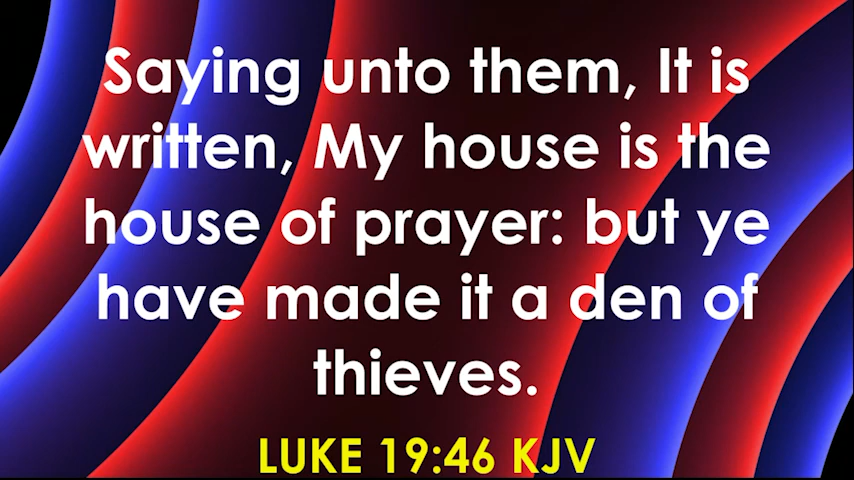 Saying unto them, It is
written, My house is the
house of prayer: but ye
have made it a den of
thieves.
LUKE 19:46 KJV